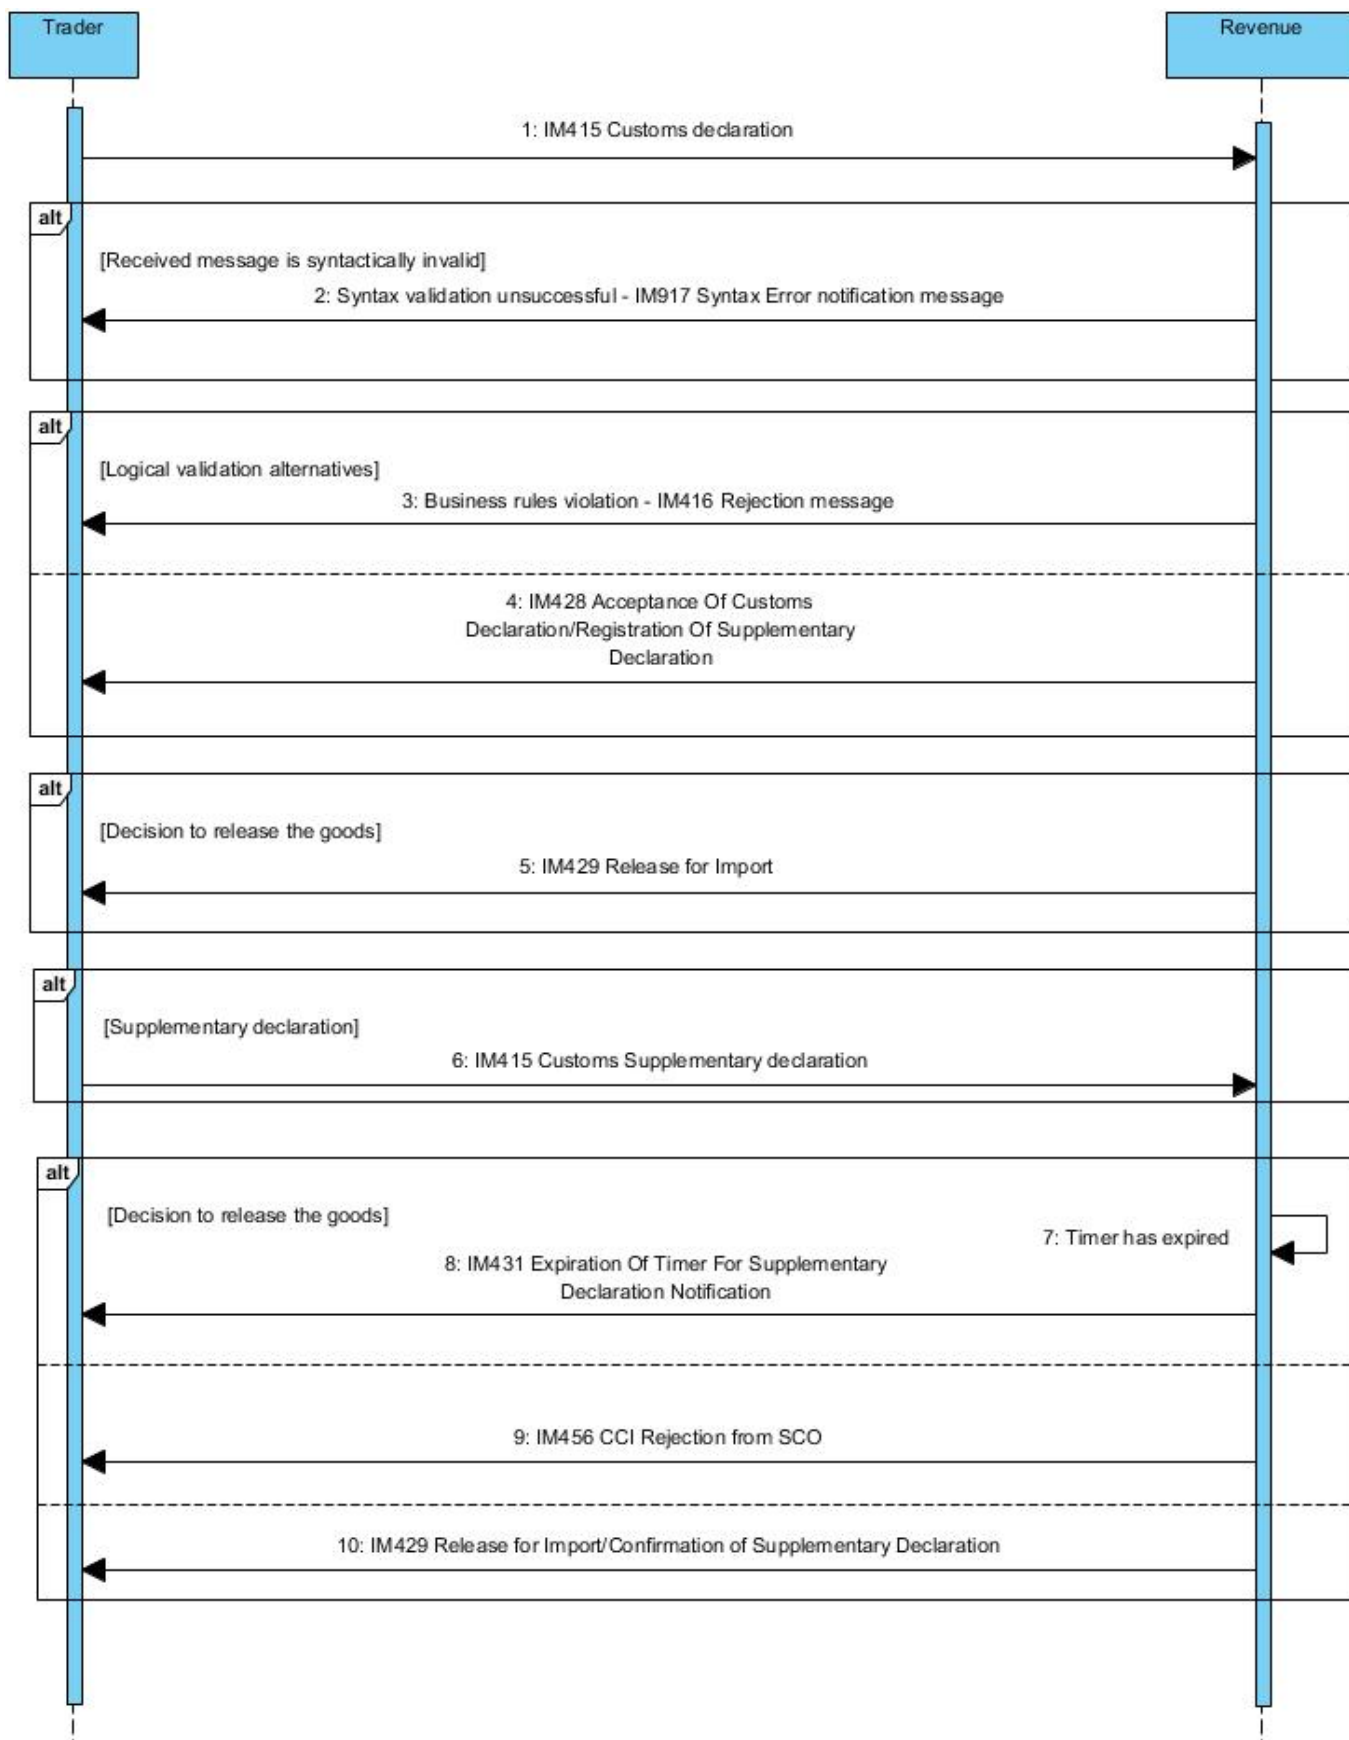 Trader
Revenue
1: IM415 Customs declaration
alt
[Received message is syntactically invalid]
2: Syntax validation unsuccessful - IM917 Syntax Error notification message
alt
[Logical validation alternatives]
3: Business rules violation - IM416 Rejection message
4: IM428 Acceptance Of Customs
Declaration/Registration Of Supplementary
Declaration
alt
[Decision to release the goods]
5: IM429 Release for Import
alt
[Supplementary declaration]
6: IM415 Customs Supplementary declaration
alt
[Decision to release the goods]
7: Timer has expired
8: IM431 Expiration Of Timer For Supplementary
Declaration Notification
9: IM456 CCI Rejection from SCO
10: IM429 Release for Import/Confirmation of Supplementary Declaration